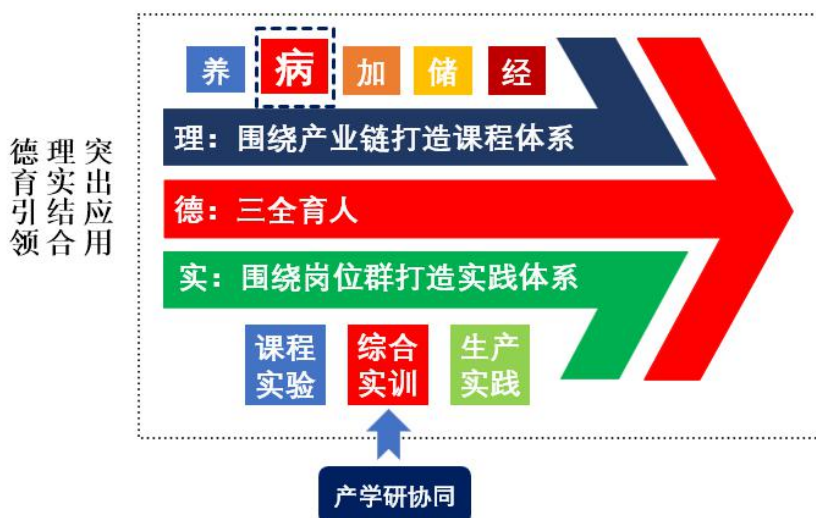 德育引领
理实结合
突出应用
养 病 加 储 经
理：围绕产业链打造课程体系
德：三全育人
实：围绕岗位群打造实践体系
课程
实验
综合
实训
生产
实践
产学研协同